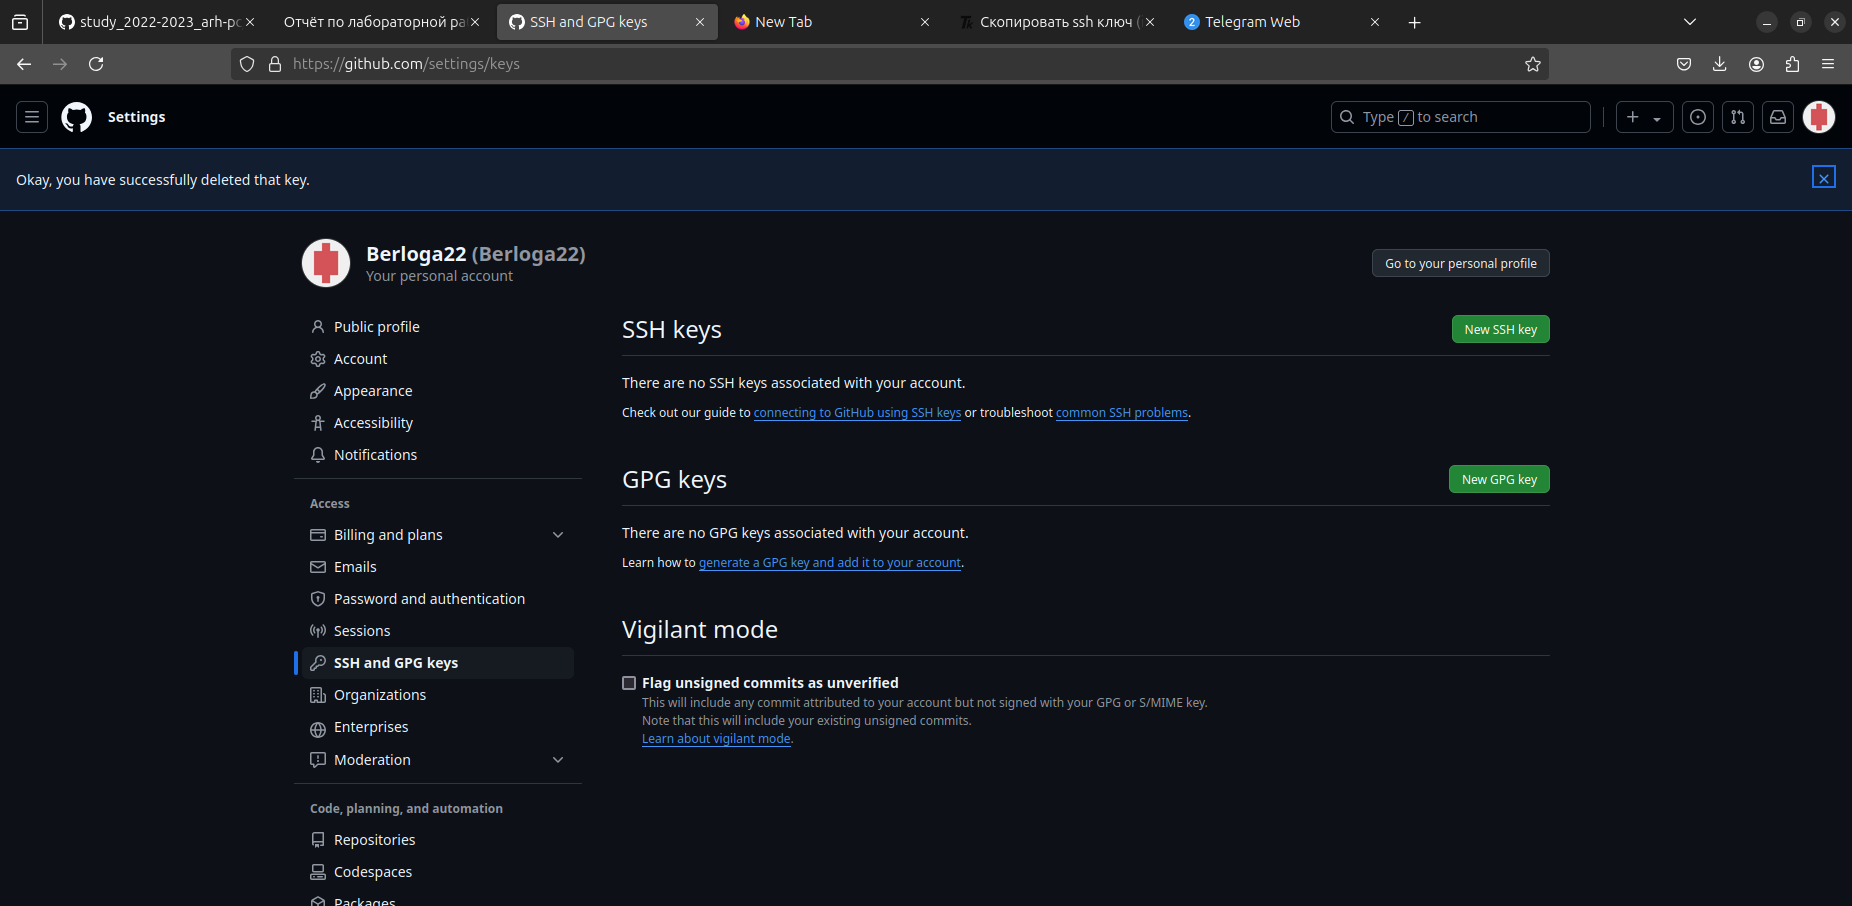 study_2022-2023_arh-pc
Отчёт по лабораторной ра
SSH and GPG keys
New Tab
Скопировать ssh ключ (
2
Telegram Web
https://github.com/settings/keys
Settings
Type / to search
Okay, you have successfully deleted that key.
Berloga22 (Berloga22)
Your personal account
Go to your personal profile
Public profile
Account
Appearance
Accessibility
Notifications
Access
Billing and plans
Emails
Password and authentication
Sessions
SSH and GPG keys
Organizations
Enterprises
Moderation
Code, planning, and automation
Repositories
Codespaces
Packages
SSH keys
New SSH key
There are no SSH keys associated with your account.
Check out our guide to connecting to GitHub using SSH keys or troubleshoot common SSH problems.
GPG keys
New GPG key
There are no GPG keys associated with your account.
Learn how to generate a GPG key and add it to your account.
Vigilant mode
Flag unsigned commits as unverified
This will include any commit attributed to your account but not signed with your GPG or S/MIME key.
Note that this will include your existing unsigned commits.
Learn about vigilant mode.